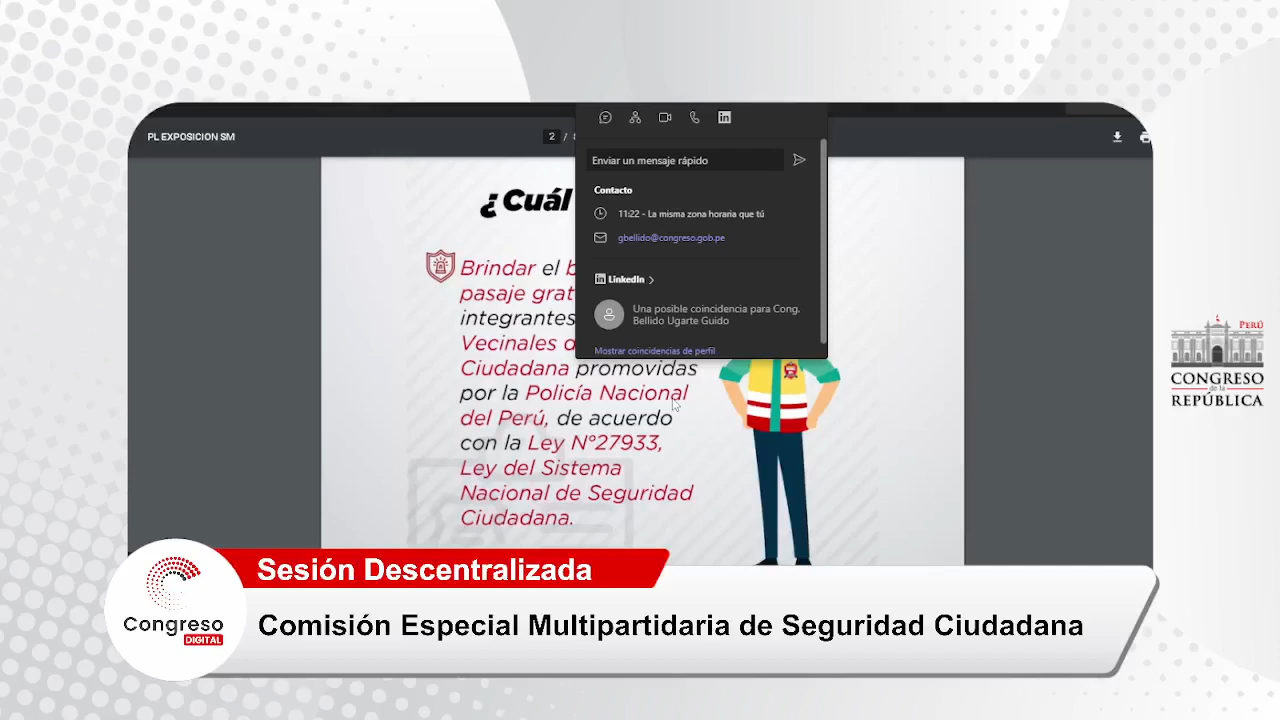 PL EXPOSICION SM
2 /
Enviar un mensaje rápido
Contacto
11:22 - La misma zona horaria que tú
gbellido@congreso.gob.pe
LinkedIn
Una posible coincidencia para Cong.
Bellido Ugarte Guido
Mostrar coincidencias de perfil
¿Cuál
Brindar el
pasaje
integrantes
Vecinales
Ciudadana promovidas
por la Policía Nacional
del Perú, de acuerdo
con la Ley N°27933,
Ley del Sistema
Nacional de Seguridad
Ciudadana.
PERÚ
CONGRESO
de la
REPÚBLICA
Sesión Descentralizada
Congreso
DIGITAL
Comisión Especial Multipartidaria de Seguridad Ciudadana